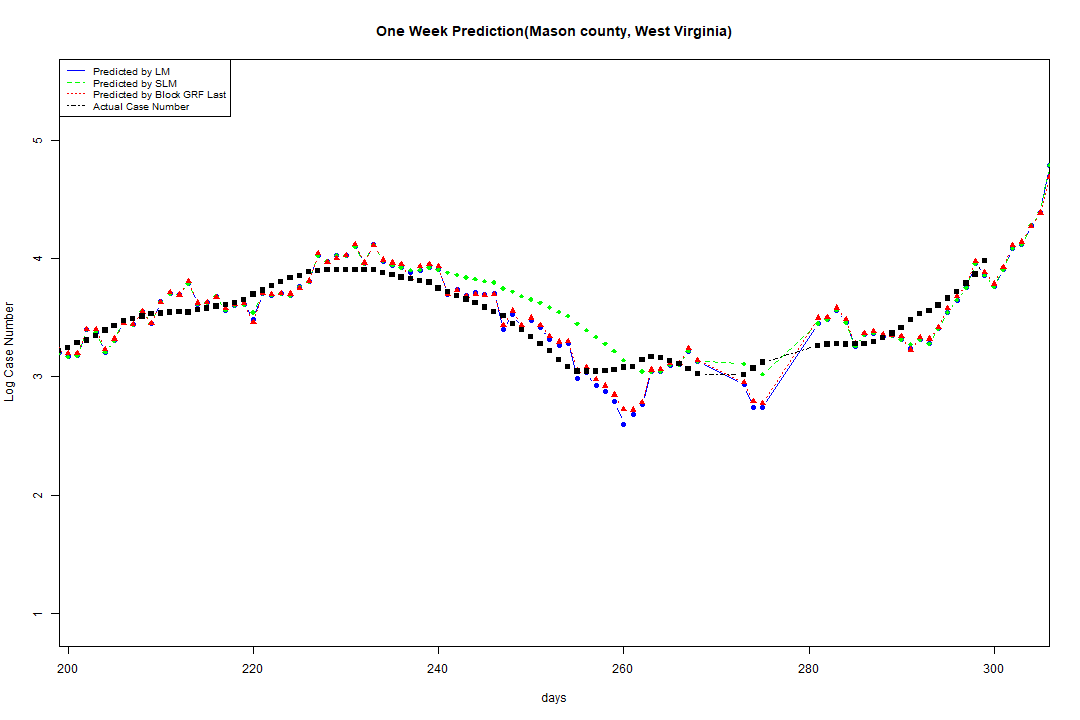 One Week Prediction(Mason county, West Virginia)
Predicted by LM
Predicted by SLM
Predicted by Block GRF Last
Actual Case Number
5
4
3
2
1
Log Case Number
200 220 240 260 280 300
days